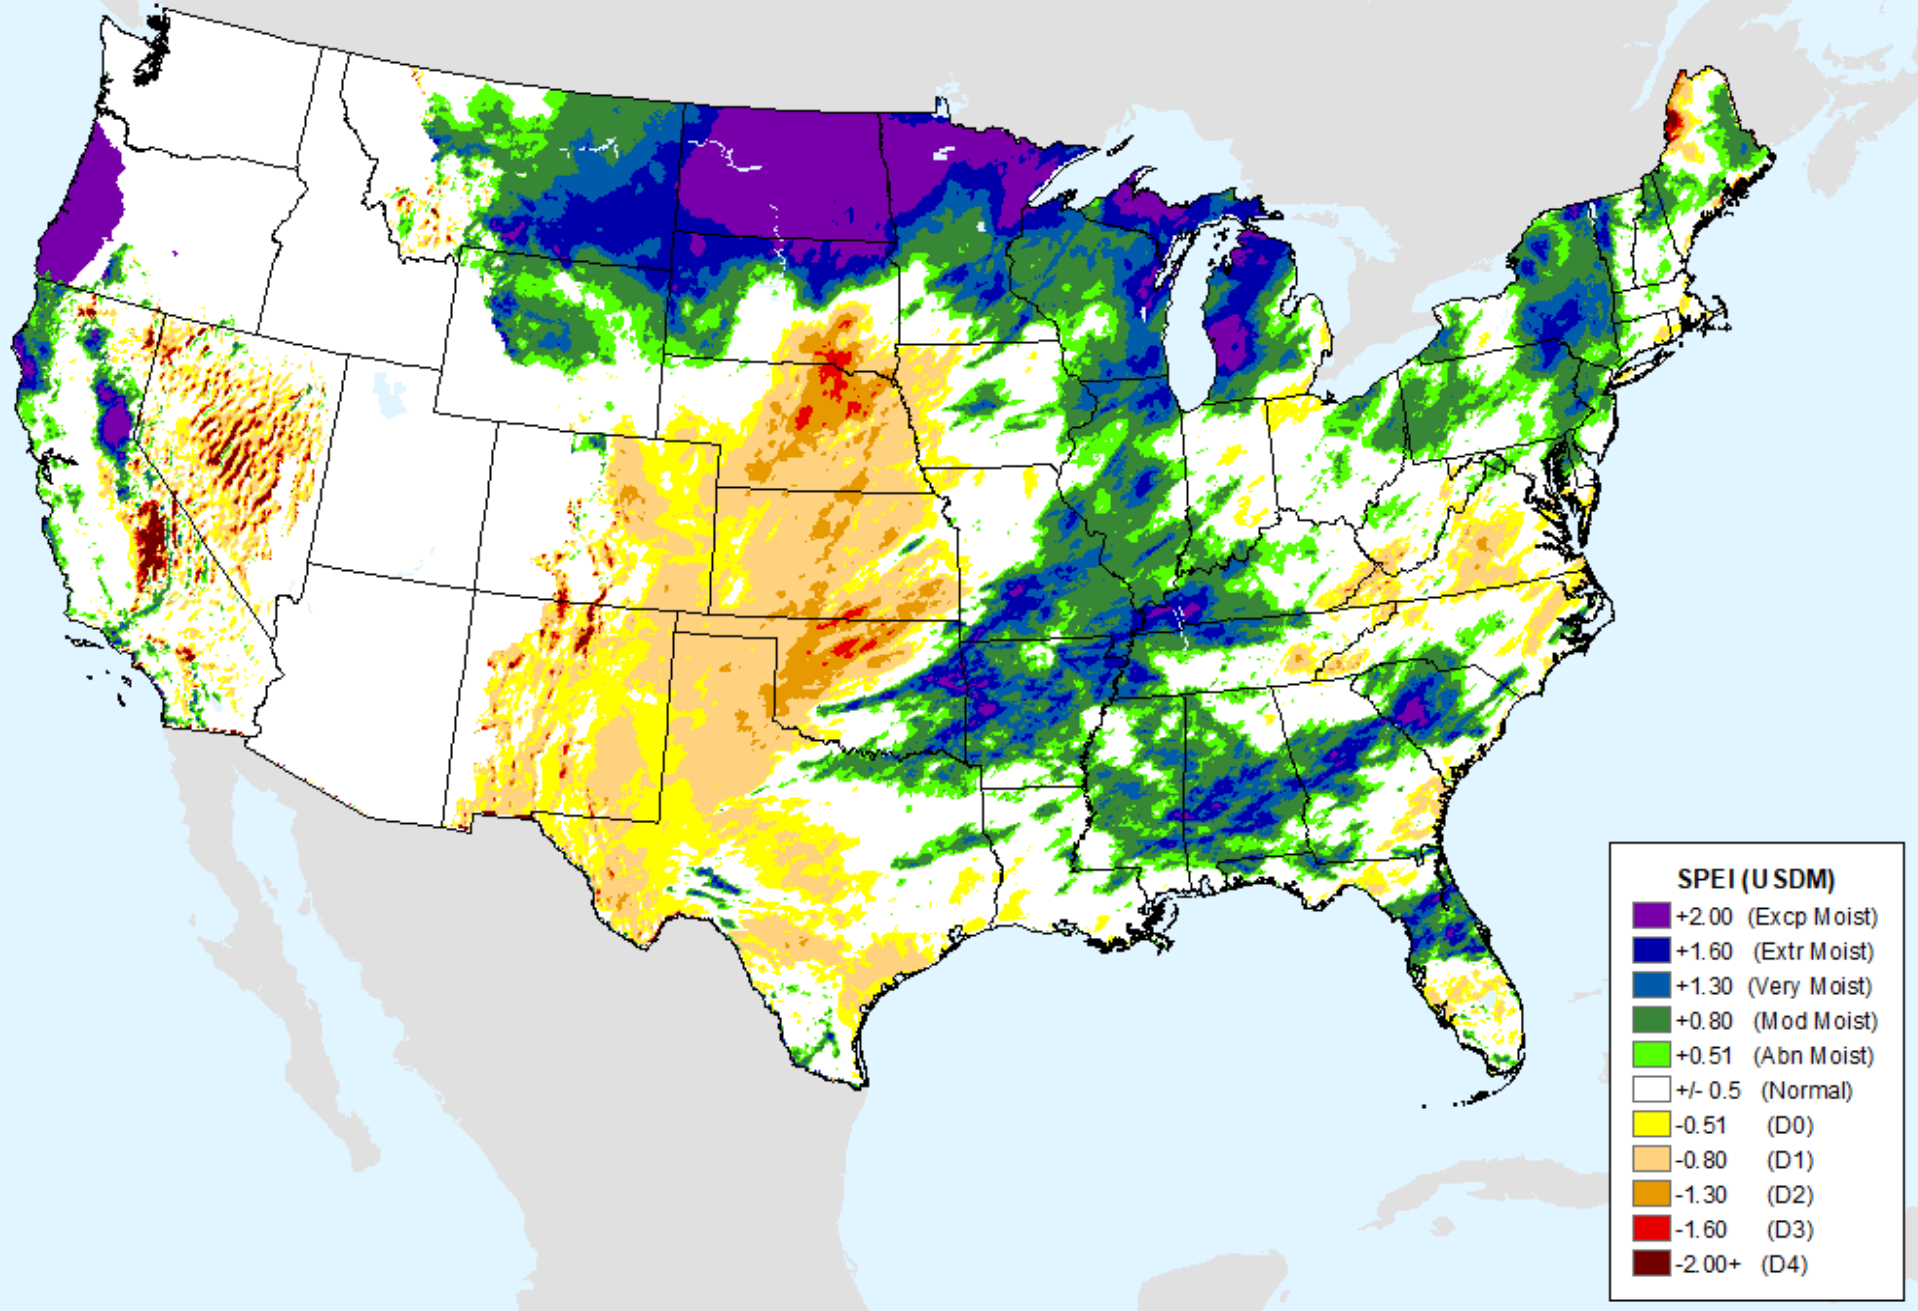 SPEI (USDM)
+2.00 (Excp Moist)
+1.60 (Extr Moist)
+1.30 (Very Moist)
+0.80 (Mod Moist)
+0.51 (Abn Moist)
+/- 0.5 (Normal)
-0.51 (D0)
-0.80 (D1)
-1.30 (D2)
-1.60 (D3)
-2.00+ (D4)